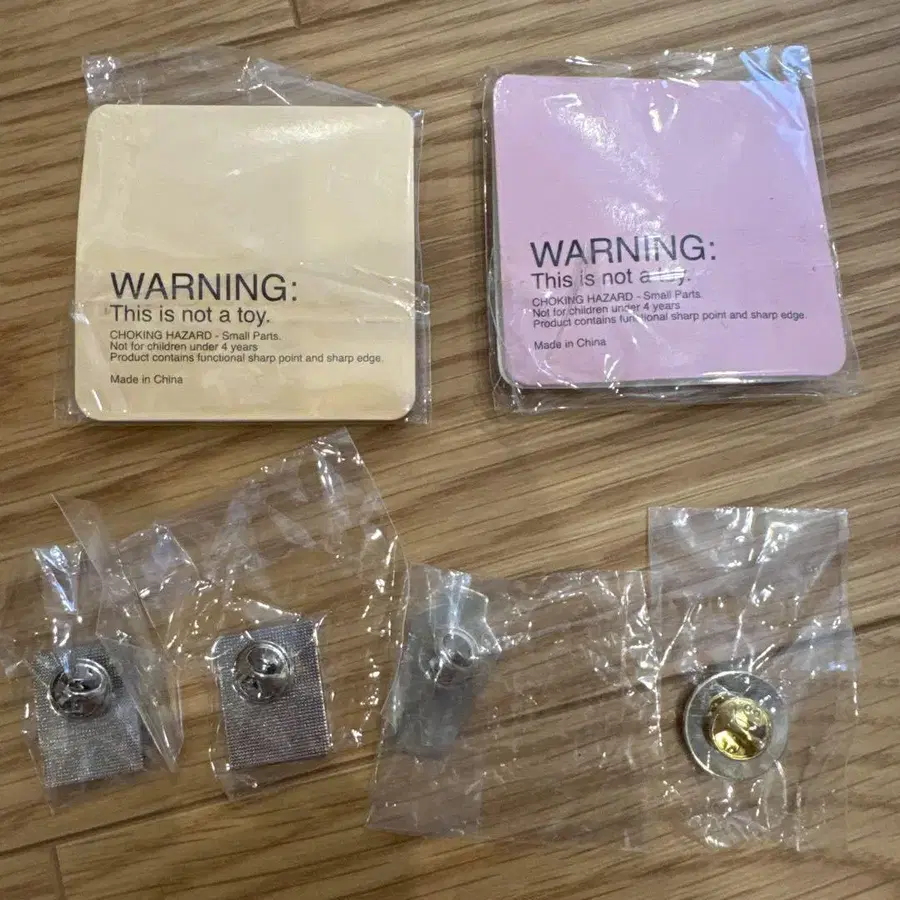 WARNING:
This is not a toy.
CHOKING HAZARD - Small Parts.
Not for children under 4 years
Product contains functional sharp point and sharp edge.
Made in China
WARNING:
This is not a toy.
CHOKING HAZARD - Small Parts.
Not for children under 4 years
Product contains functional sharp point and sharp edge.
Made in China